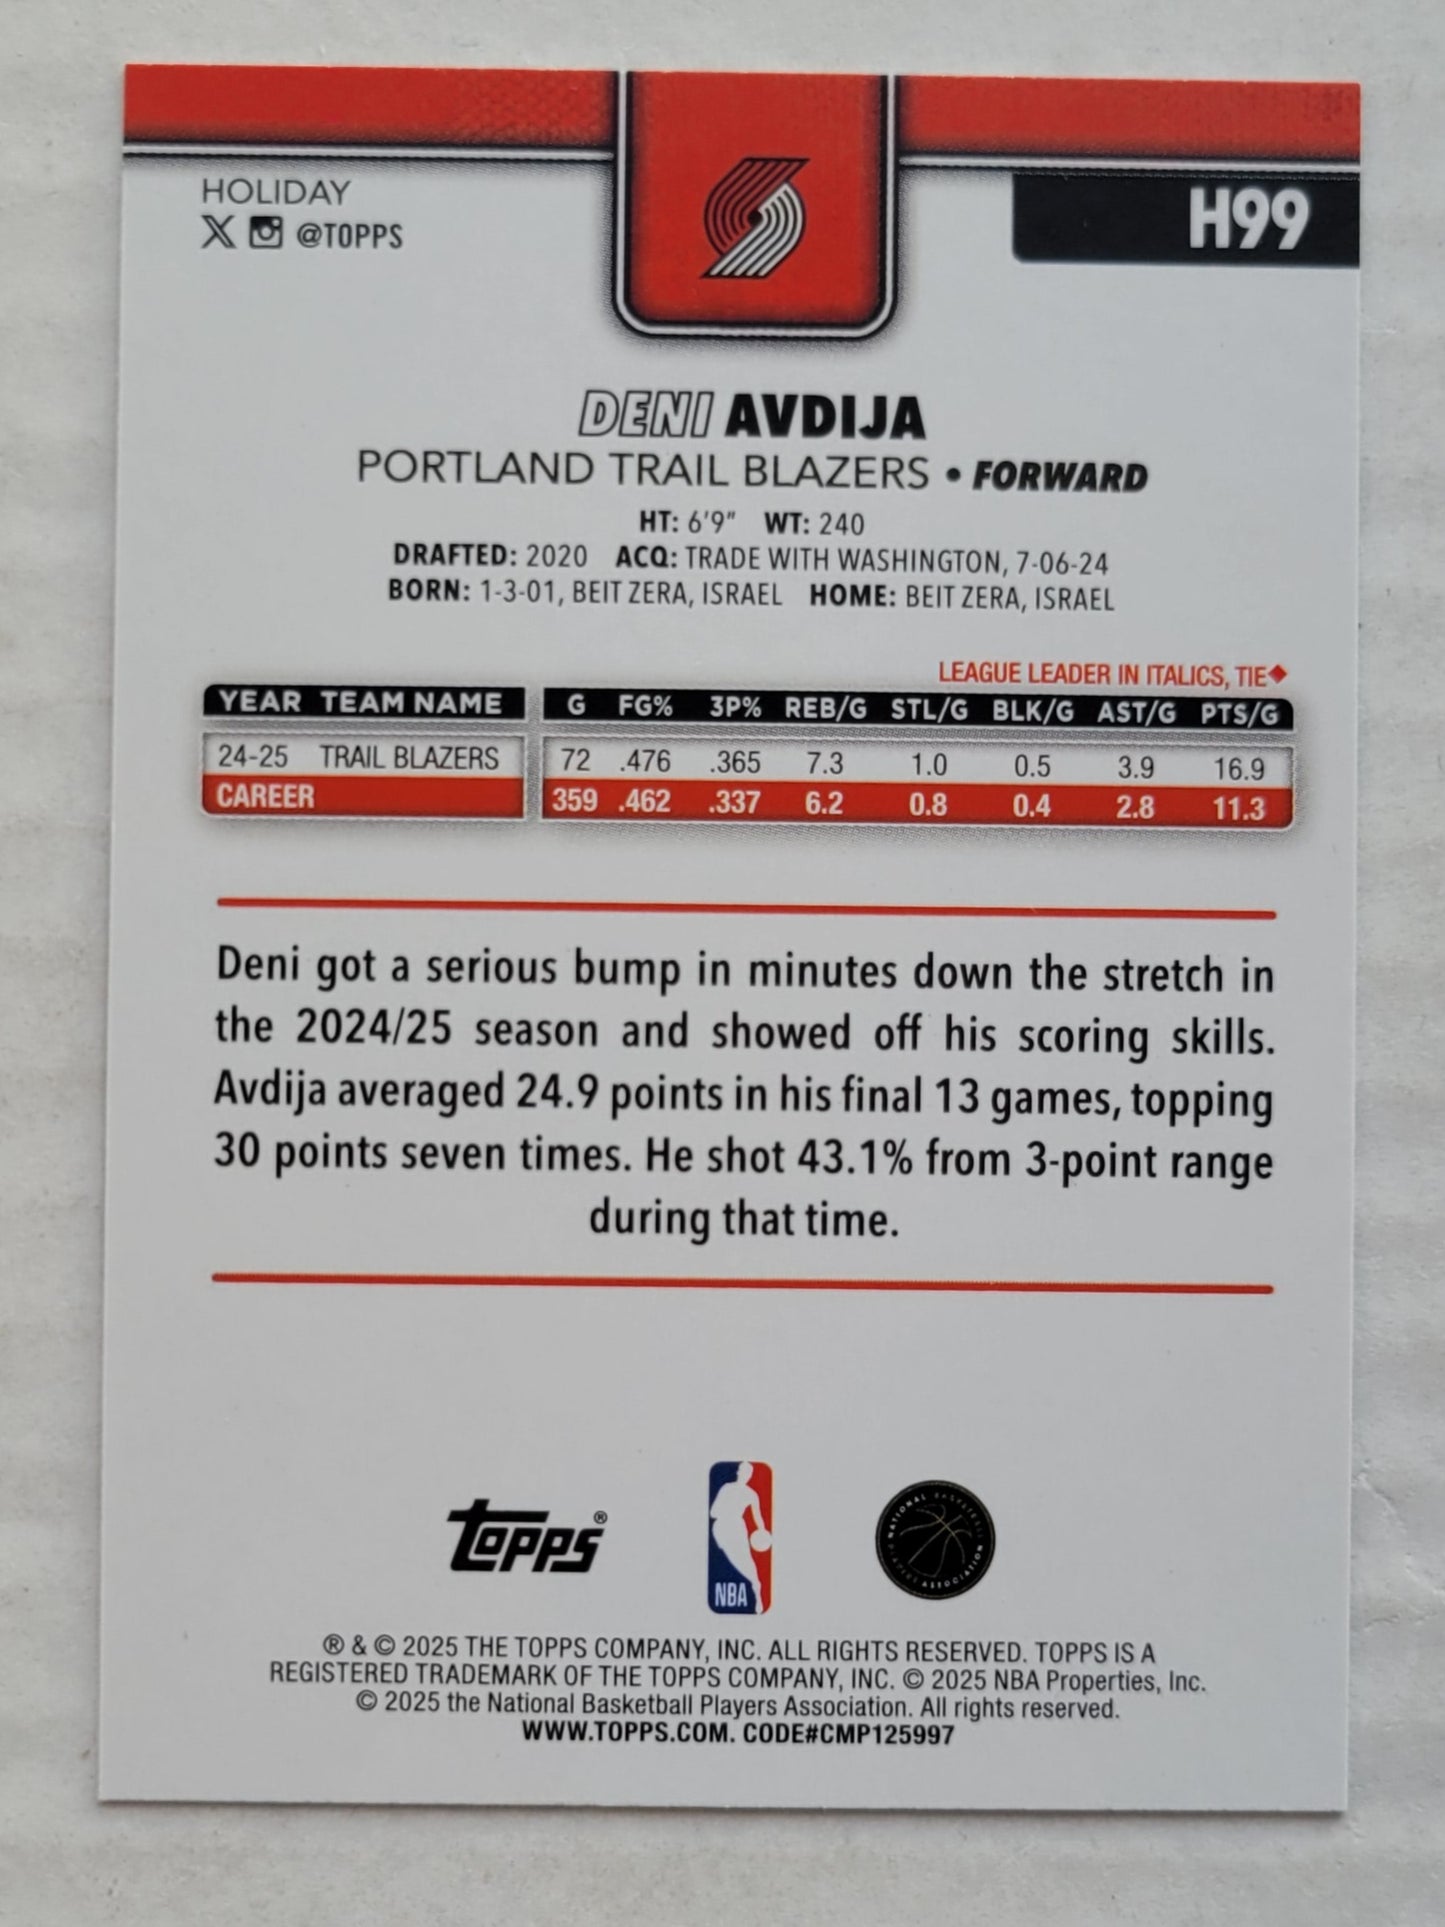 HOLIDAY
@TOPPS
H99
DENI AVDIJA
PORTLAND TRAIL BLAZERS • FORWARD
HT: 6'9" WT: 240
DRAFTED: 2020 ACQ: TRADE WITH WASHINGTON, 7-06-24
BORN: 1-3-01, BEIT ZERA, ISRAEL HOME: BEIT ZERA, ISRAEL
LEAGUE LEADER IN ITALICS, TIE◆
YEAR TEAM NAME G FG% 3P% REB/G STL/G BLK/G AST/G PTS/G
24-25 TRAIL BLAZERS 72 .476 .365 7.3 1.0 0.5 3.9 16.9
CAREER 359 .462 .337 6.2 0.8 0.4 2.8 11.3
Deni got a serious bump in minutes down the stretch in
the 2024/25 season and showed off his scoring skills.
Avdija averaged 24.9 points in his final 13 games, topping
30 points seven times. He shot 43.1% from 3-point range
during that time.
TOPPS®
NBA
NATIONAL BASKETBALL PLAYERS ASSOCIATION
® & © 2025 THE TOPPS COMPANY, INC. ALL RIGHTS RESERVED. TOPPS IS A
REGISTERED TRADEMARK OF THE TOPPS COMPANY, INC. © 2025 NBA Properties, Inc.
© 2025 the National Basketball Players Association. All rights reserved.
WWW.TOPPS.COM. CODE#CMP125997